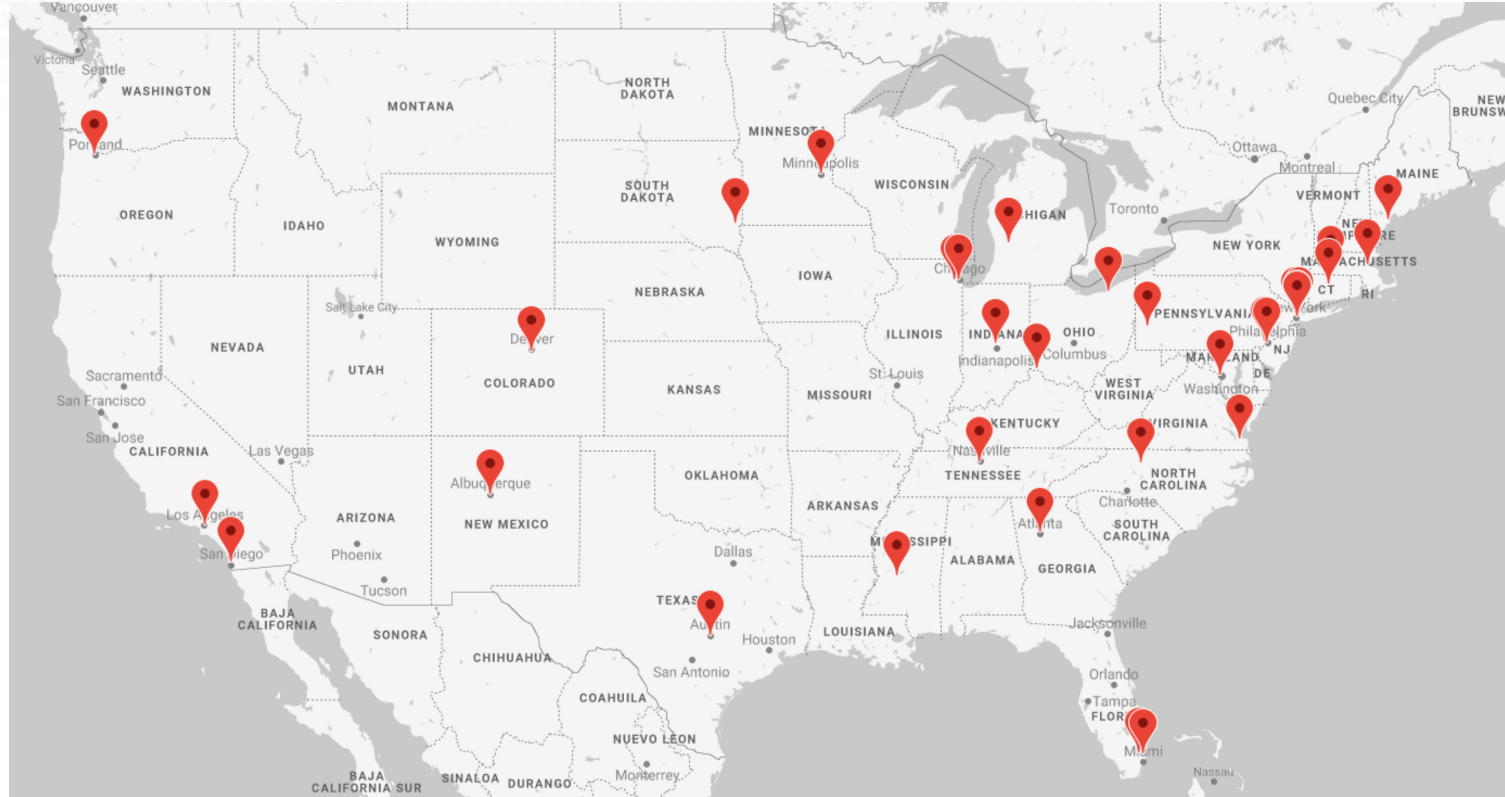 Vancouver
Victoria
Seattle
WASHINGTON
MONTANA
NORTH
DAKOTA
MINNESOTA
Minneapolis
Quebec City
NEW
Ottawa
Montreal
MAINE
Portland
OREGON
IDAHO
WYOMING
SOUTH
DAKOTA
WISCONSIN
Toronto
VERMONT
NEW YORK
MASSACHUSETTS
CT
RI
Chicago
IOWA
NEBRASKA
Salt Lake City
NEVADA
UTAH
Denver
COLORADO
ILLINOIS
INDIANA
Indianapolis
OHIO
Columbus
PENNSYLVANIA
Philadelphia
NJ
MARYLAND
DE
Washington
WEST
VIRGINIA
Sacramento
San Francisco
San Jose
CALIFORNIA
Las Vegas
KANSAS
MISSOURI
St. Louis
KENTUCKY
VIRGINIA
Nashville
TENNESSEE
NORTH
CAROLINA
Charlotte
Albuquerque
NEW MEXICO
OKLAHOMA
ARKANSAS
Los Angeles
San Diego
ARIZONA
Phoenix
Tucson
Dallas
MISSISSIPPI
ALABAMA
Atlanta
GEORGIA
SOUTH
CAROLINA
BAJA
CALIFORNIA
SONORA
CHIHUAHUA
TEXAS
Austin
Houston
San Antonio
LOUISIANA
Jacksonville
Orlando
Tampa
COAHUILA
NUEVO LEON
Monterrey
Miami
Nassau
BAJA
CALIFORNIA SUR
SINALOA
DURANGO